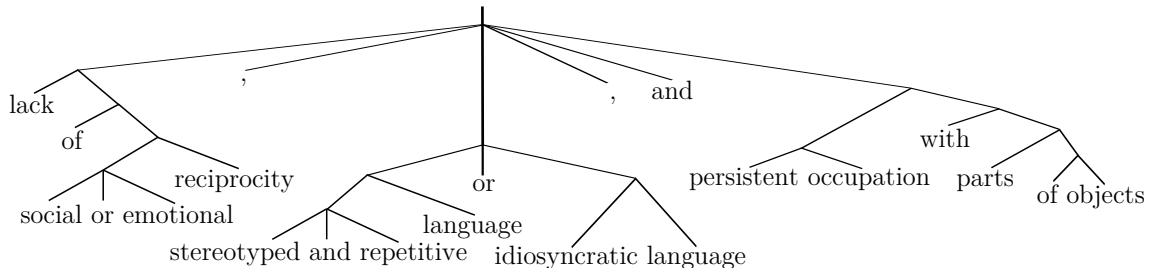 lack of social or emotional reciprocity , stereotyped and repetitive language or idiosyncratic language , and persistent occupation with parts of objects